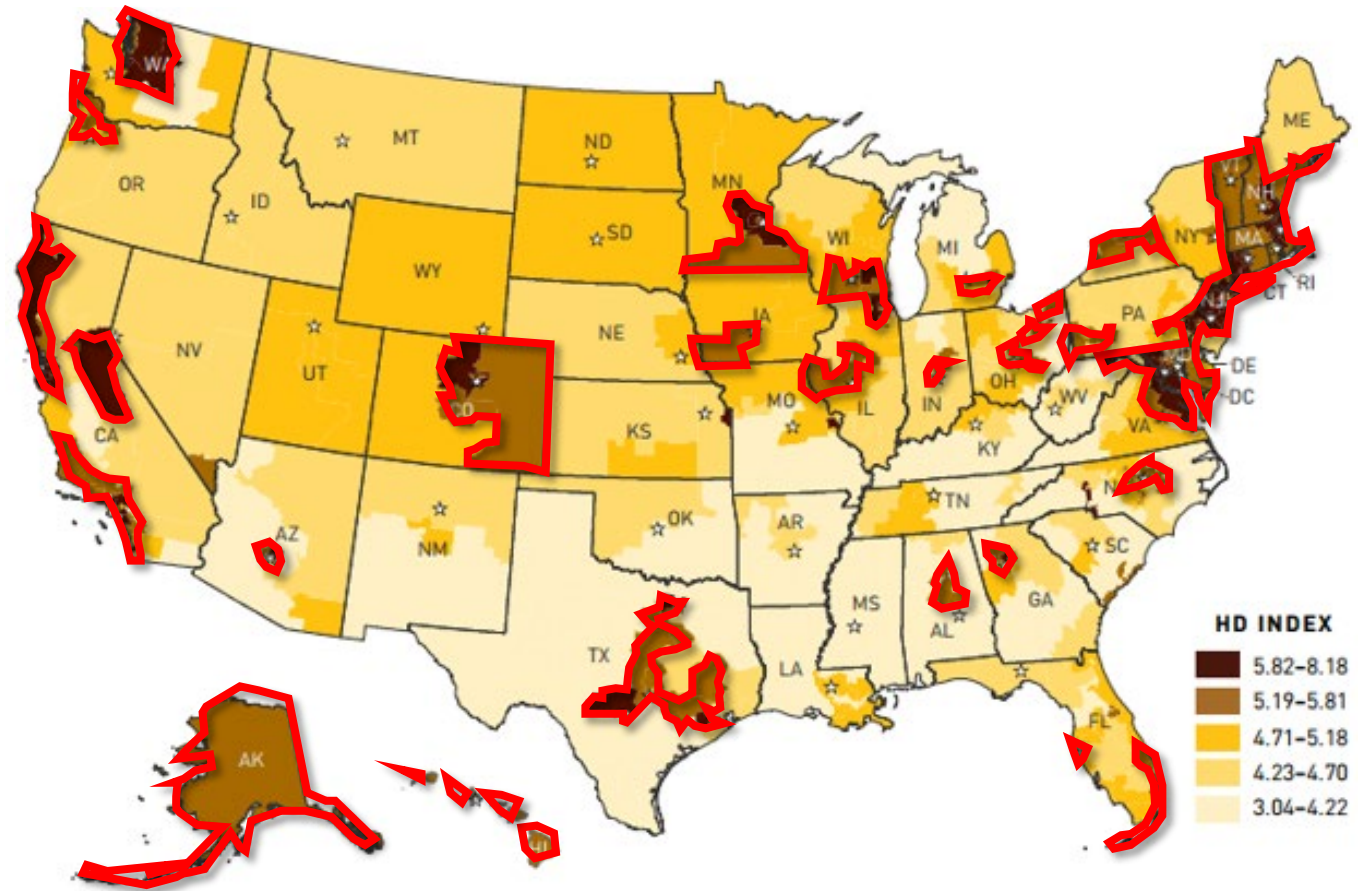 WA
ME
MT
ND
VT
OR
MN
NH
ID
SD
WI
MI
NY
MA
WY
RI
CT
IA
PA
NE
NV
UT
OH
DE
IL
IN
MO
WV
DC
CO
KS
VA
CA
KY
OK
TN
AZ
AR
NM
SC
MS
GA
AL
HD INDEX
TX
LA
5.82–8.18
5.19–5.81
FL
4.71–5.18
AK
4.23–4.70
3.04–4.22